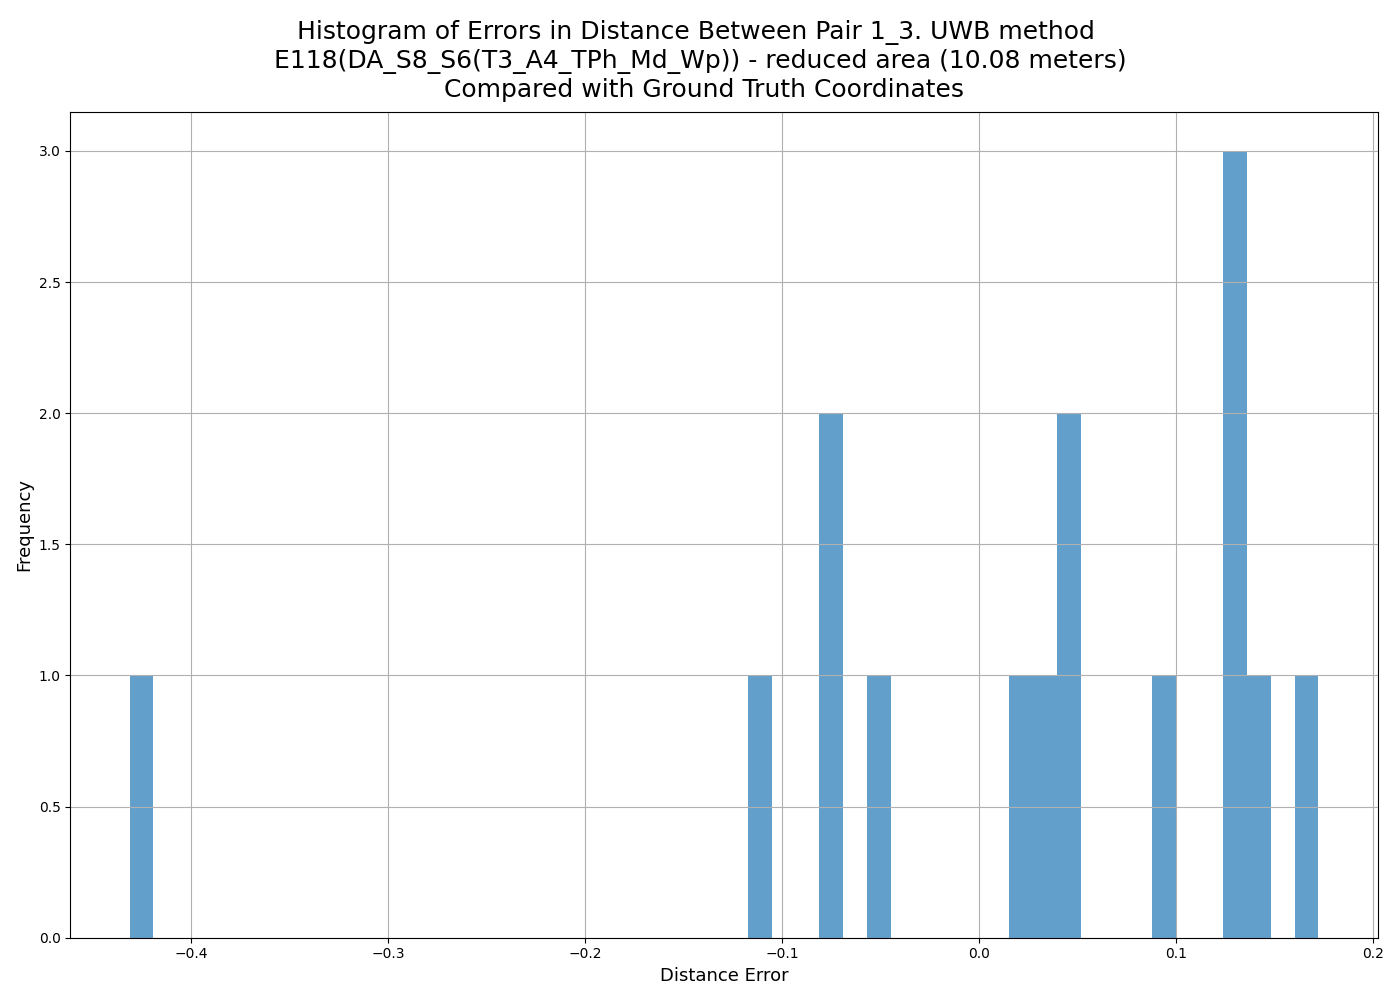 Histogram of Errors in Distance Between Pair 1_3. UWB method
E118(DA_S8_S6(T3_A4_TPh_Md_Wp)) - reduced area (10.08 meters)
Compared with Ground Truth Coordinates
3.0
2.5
2.0
1.5
1.0
0.5
0.0
Frequency
−0.4 −0.3 −0.2 −0.1 0.0 0.1 0.2
Distance Error